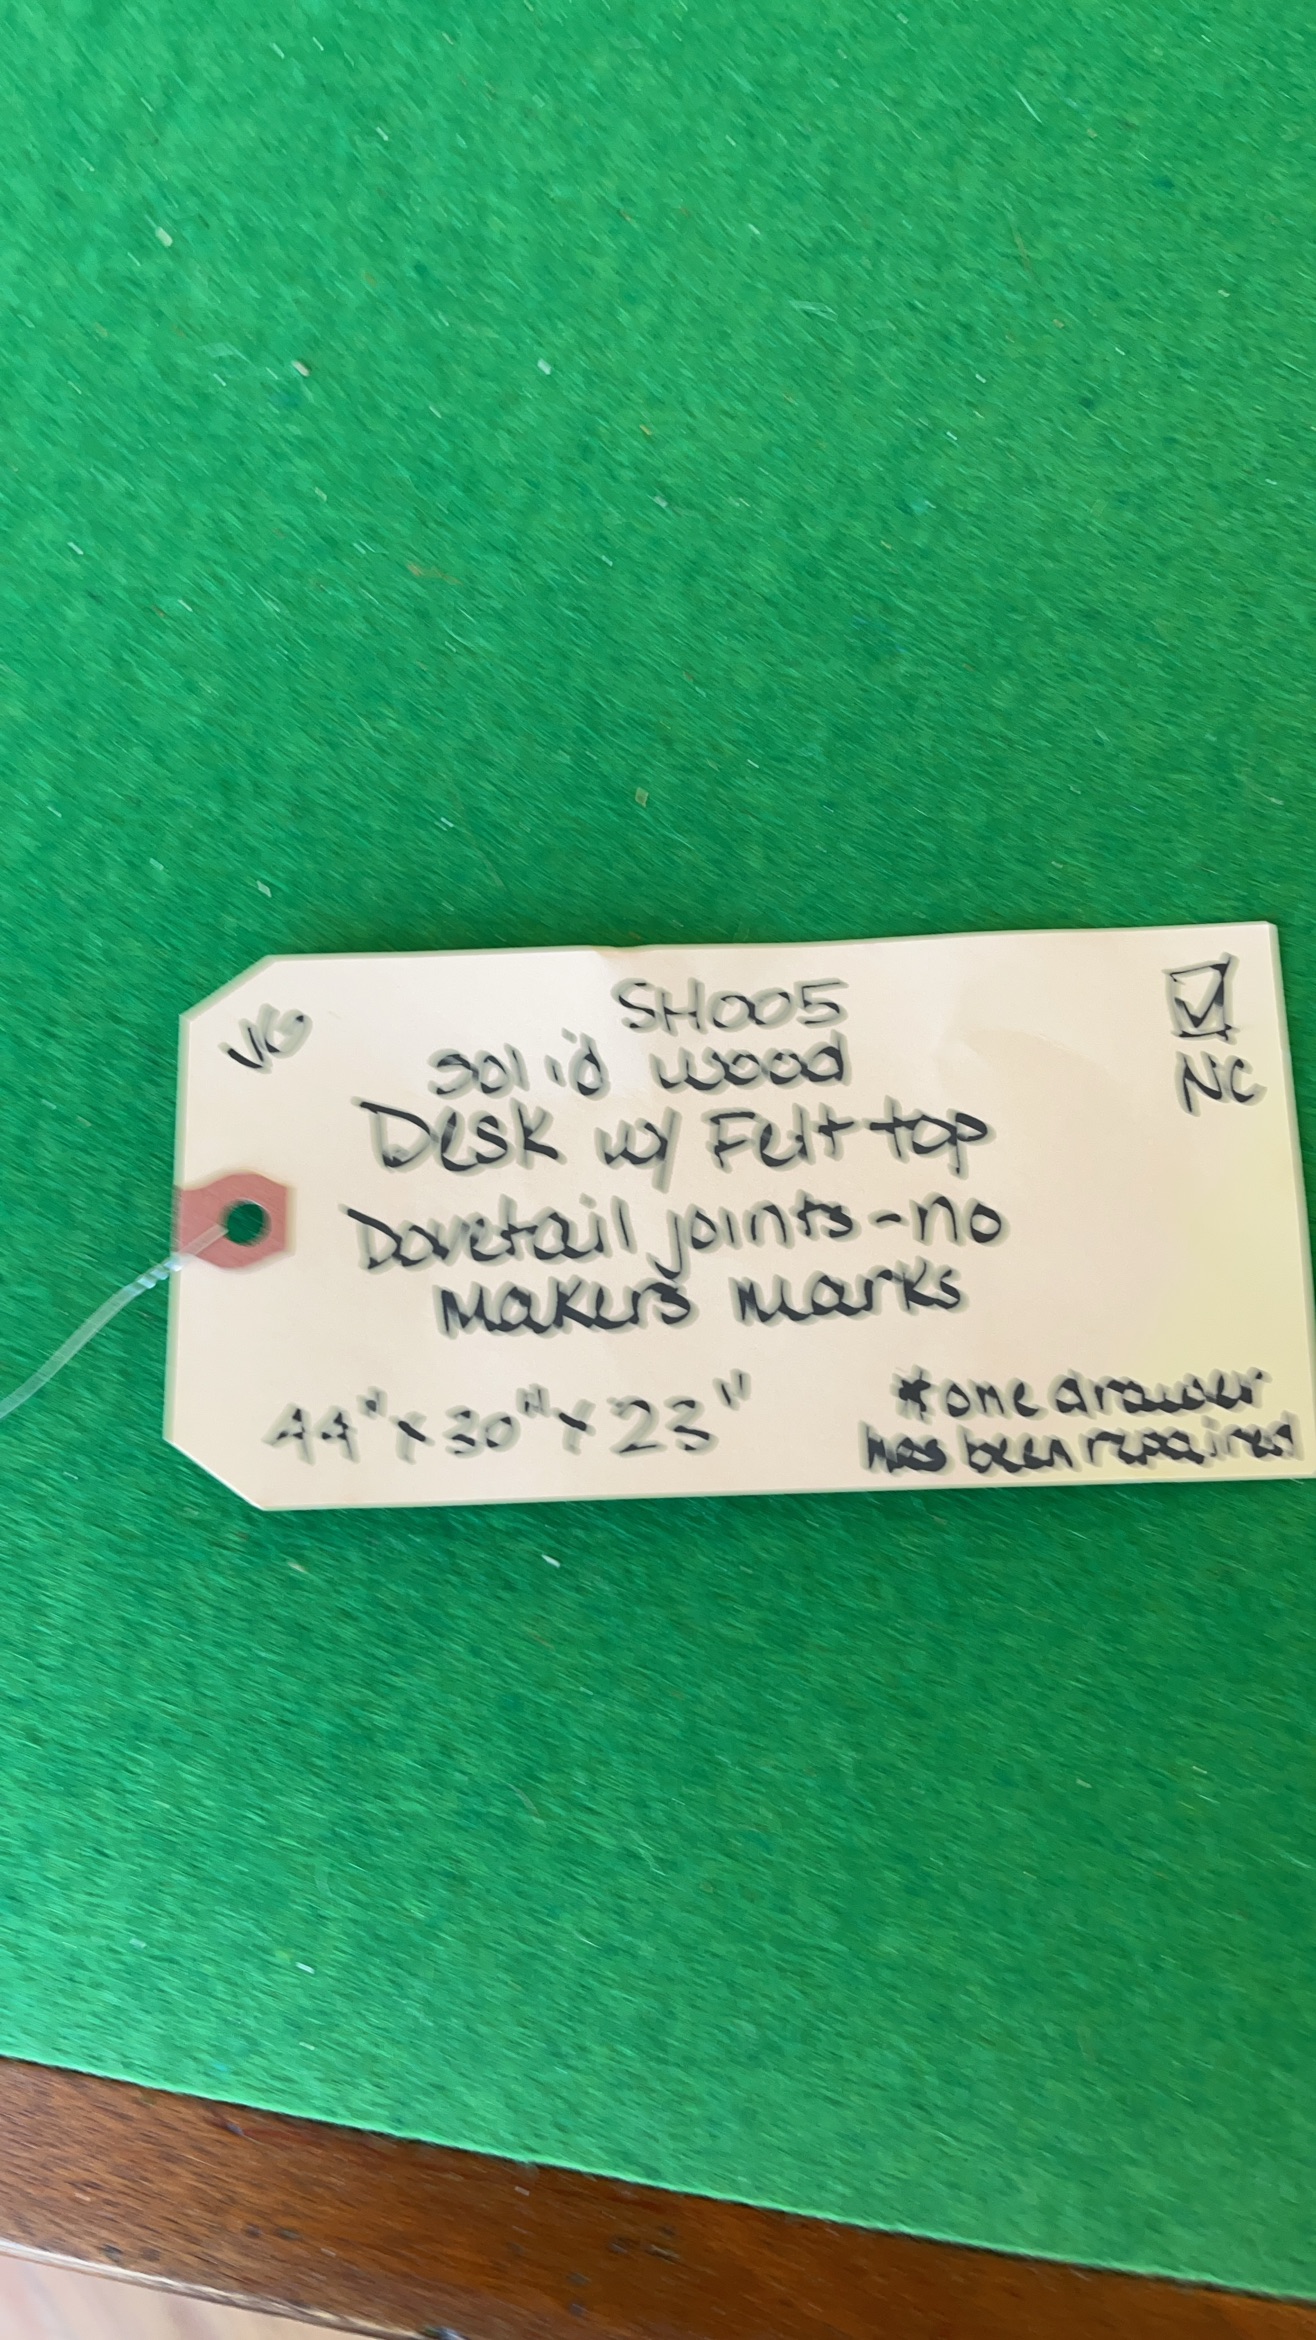 VG
SH005
☑
NC
solid wood
Desk w/ Felt top
Dovetail joints - no
makers marks
44" x 30" x 23"
* one drawer
has been repaired